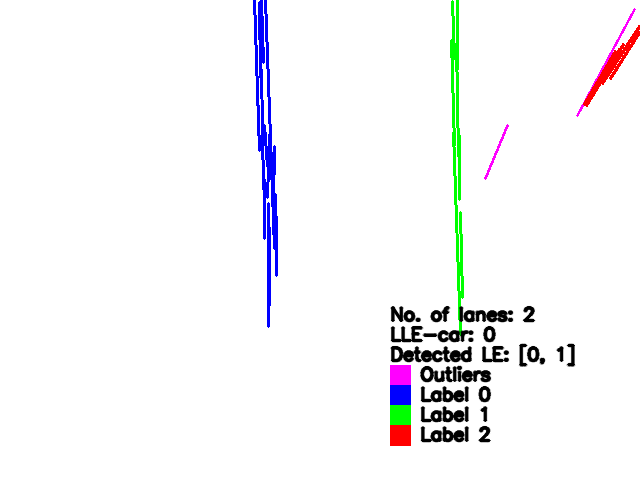 No. of lanes: 2
LLE-car: 0
Detected LE: [0, 1]
Outliers
Label 0
Label 1
Label 2